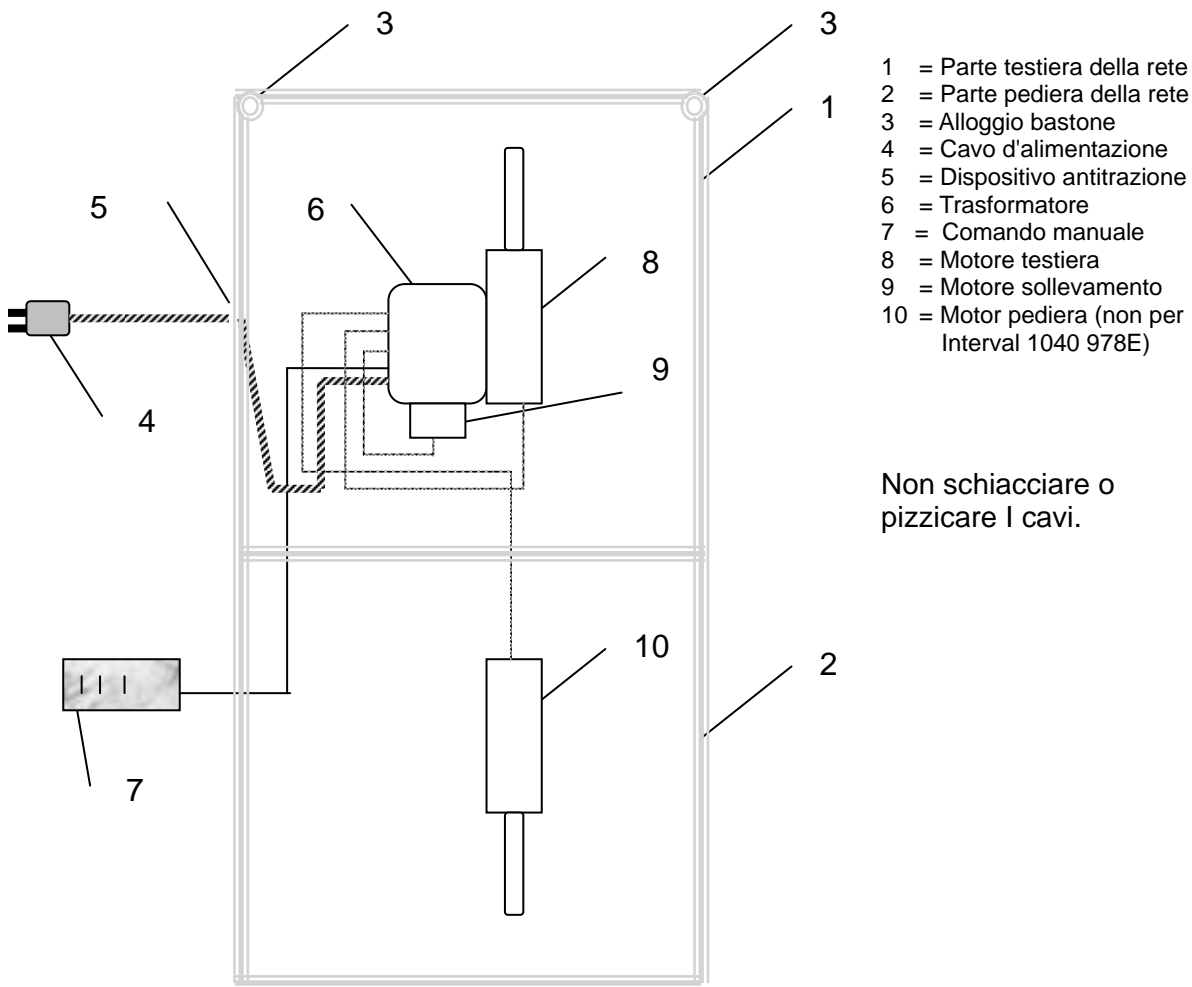 3
3
1
5
6
8
9
4
10
2
7
1 = Parte testiera della rete
2 = Parte pediera della rete
3 = Alloggio bastone
4 = Cavo d'alimentazione
5 = Dispositivo antitrazione
6 = Trasformatore
7 = Comando manuale
8 = Motore testiera
9 = Motore sollevamento
10 = Motor pediera (non per
Interval 1040 978E)
Non schiacciare o
pizzicare I cavi.